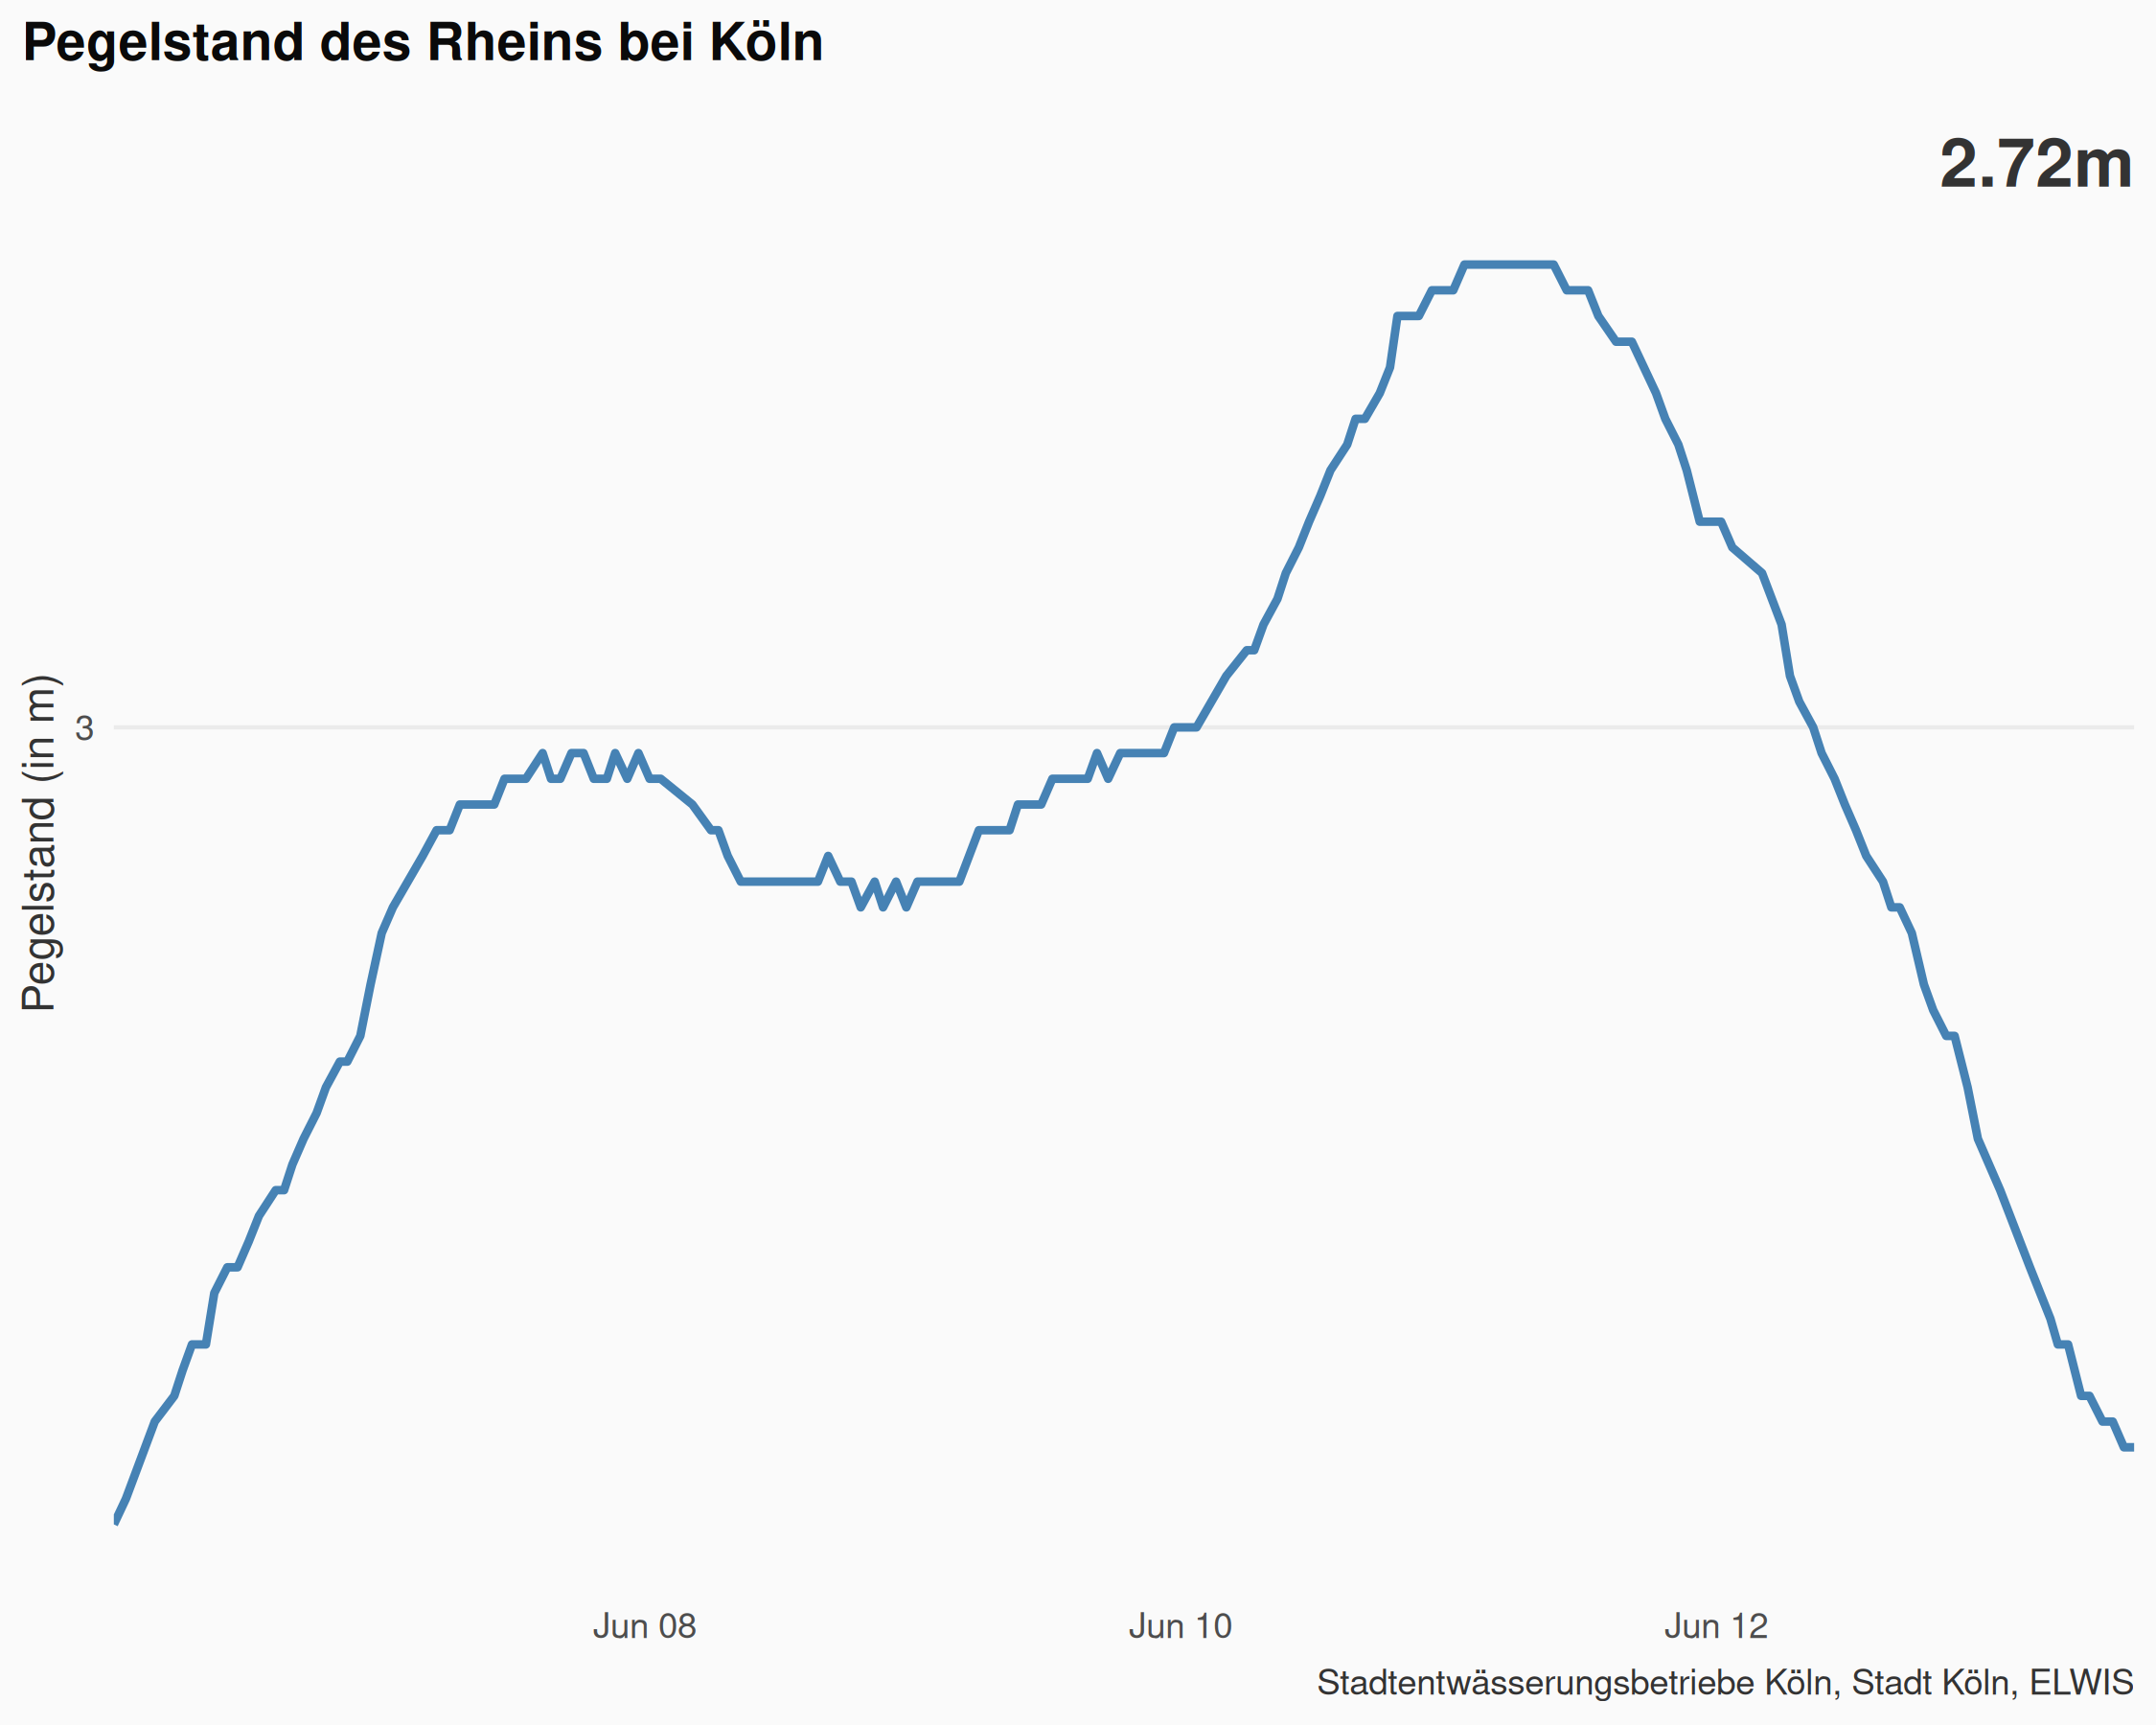 Pegelstand des Rheins bei Köln
2.72m
Pegelstand (in m)
3
Jun 08
Jun 10
Jun 12
Stadtentwässerungsbetriebe Köln, Stadt Köln, ELWIS